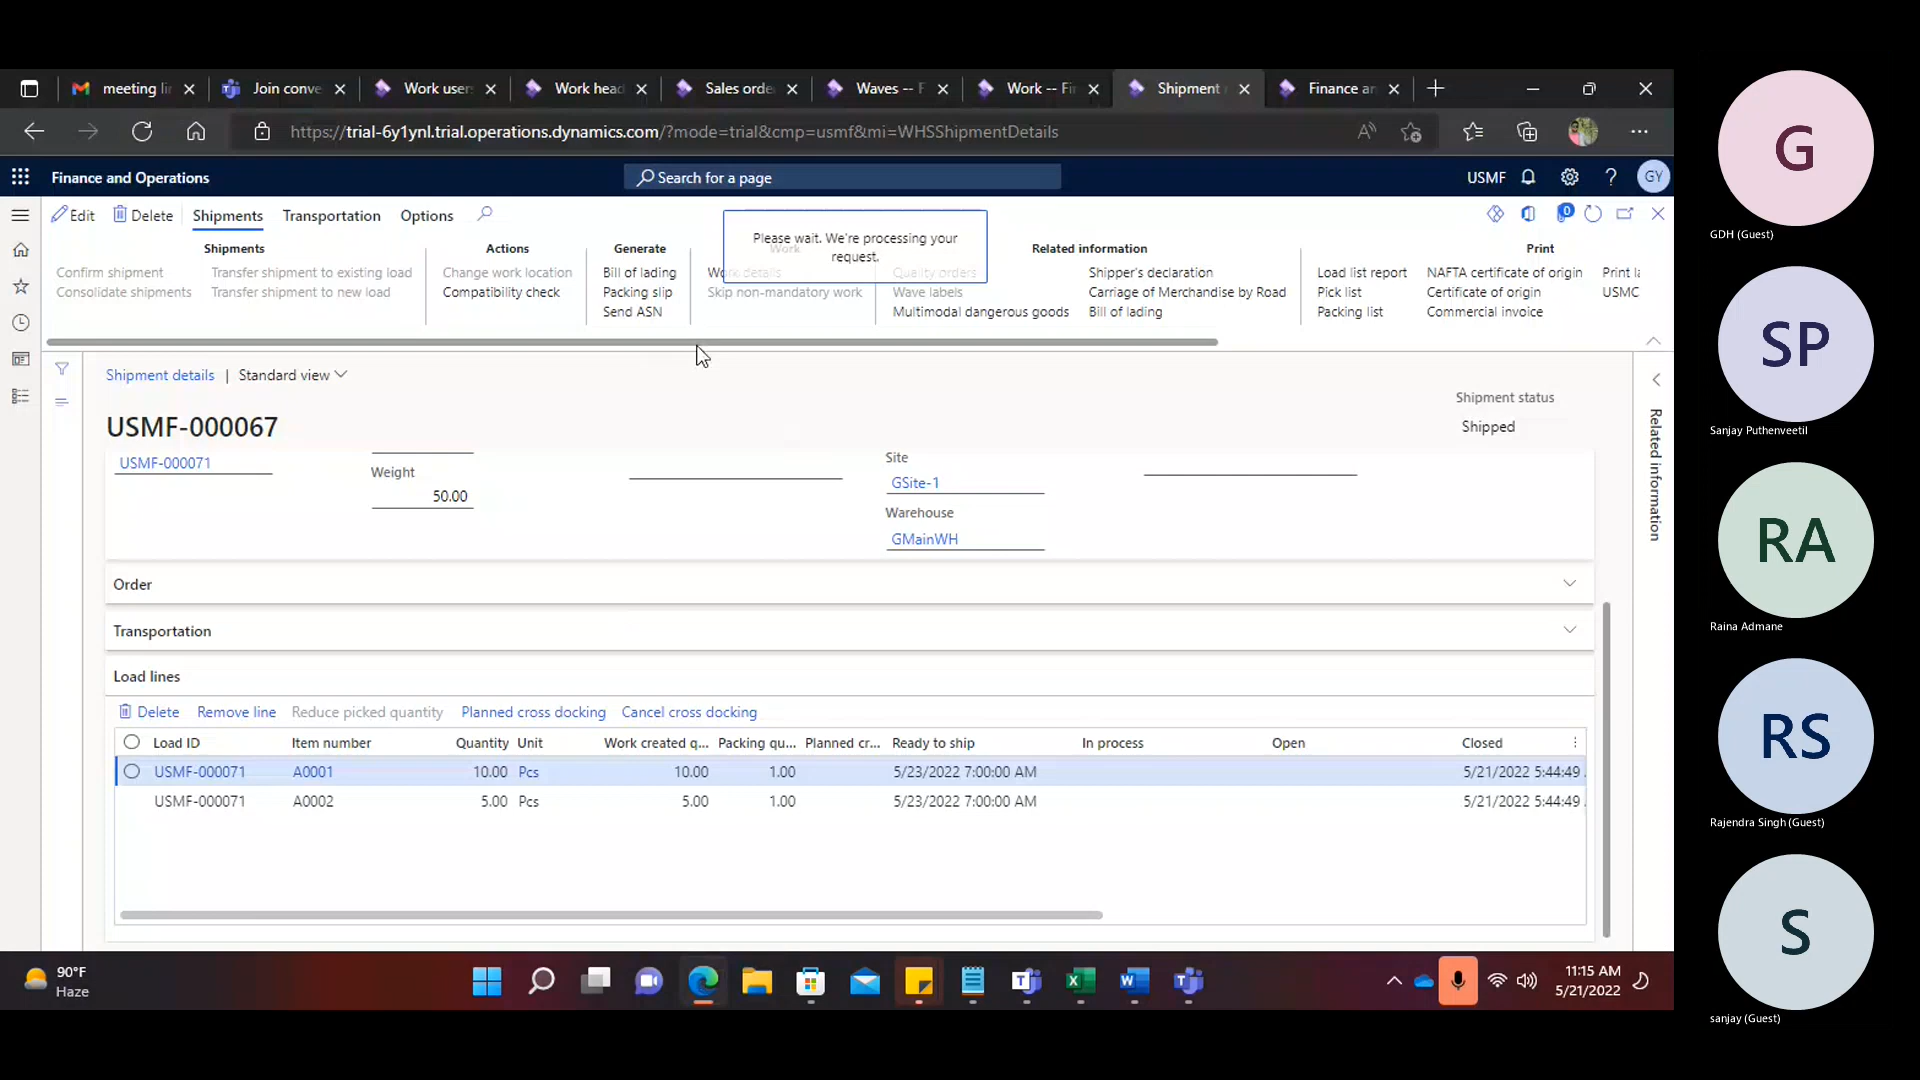 meeting lin
Join conve
Work user
Work head
Sales orde
Waves -- F
Work -- Fi
Shipment
Finance an
https://trial-6y1ynl.trial.operations.dynamics.com/?mode=trial&cmp=usmf&mi=WHSShipmentDetails
Finance and Operations
Search for a page
USMF
GY
Edit
Delete
Shipments
Transportation
Options
0
Please wait. We're processing your
request.
Shipments
Confirm shipment
Transfer shipment to existing load
Consolidate shipments
Transfer shipment to new load
Actions
Change work location
Compatibility check
Generate
Bill of lading
Packing slip
Send ASN
Work
Work details
Skip non-mandatory work
Related information
Quality orders
Wave labels
Multimodal dangerous goods
Shipper's declaration
Carriage of Merchandise by Road
Bill of lading
Print
Load list report
Pick list
Packing list
NAFTA certificate of origin
Certificate of origin
Commercial invoice
Print la
USMC
Shipment details | Standard view
Shipment status
USMF-000067
Shipped
USMF-000071
Weight
50.00
Site
GSite-1
Warehouse
GMainWH
Related information
Order
Transportation
Load lines
Delete Remove line Reduce picked quantity Planned cross docking Cancel cross docking
Load ID Item number Quantity Unit Work created q... Packing qu... Planned cr... Ready to ship In process Open Closed
USMF-000071 A0001 10.00 Pcs 10.00 1.00 5/23/2022 7:00:00 AM 5/21/2022 5:44:49
USMF-000071 A0002 5.00 Pcs 5.00 1.00 5/23/2022 7:00:00 AM 5/21/2022 5:44:49
90°F
Haze
11:15 AM
5/21/2022
G
GDH (Guest)
SP
Sanjay Puthenveetil
RA
Raina Admane
RS
Rajendra Singh (Guest)
S
sanjay (Guest)